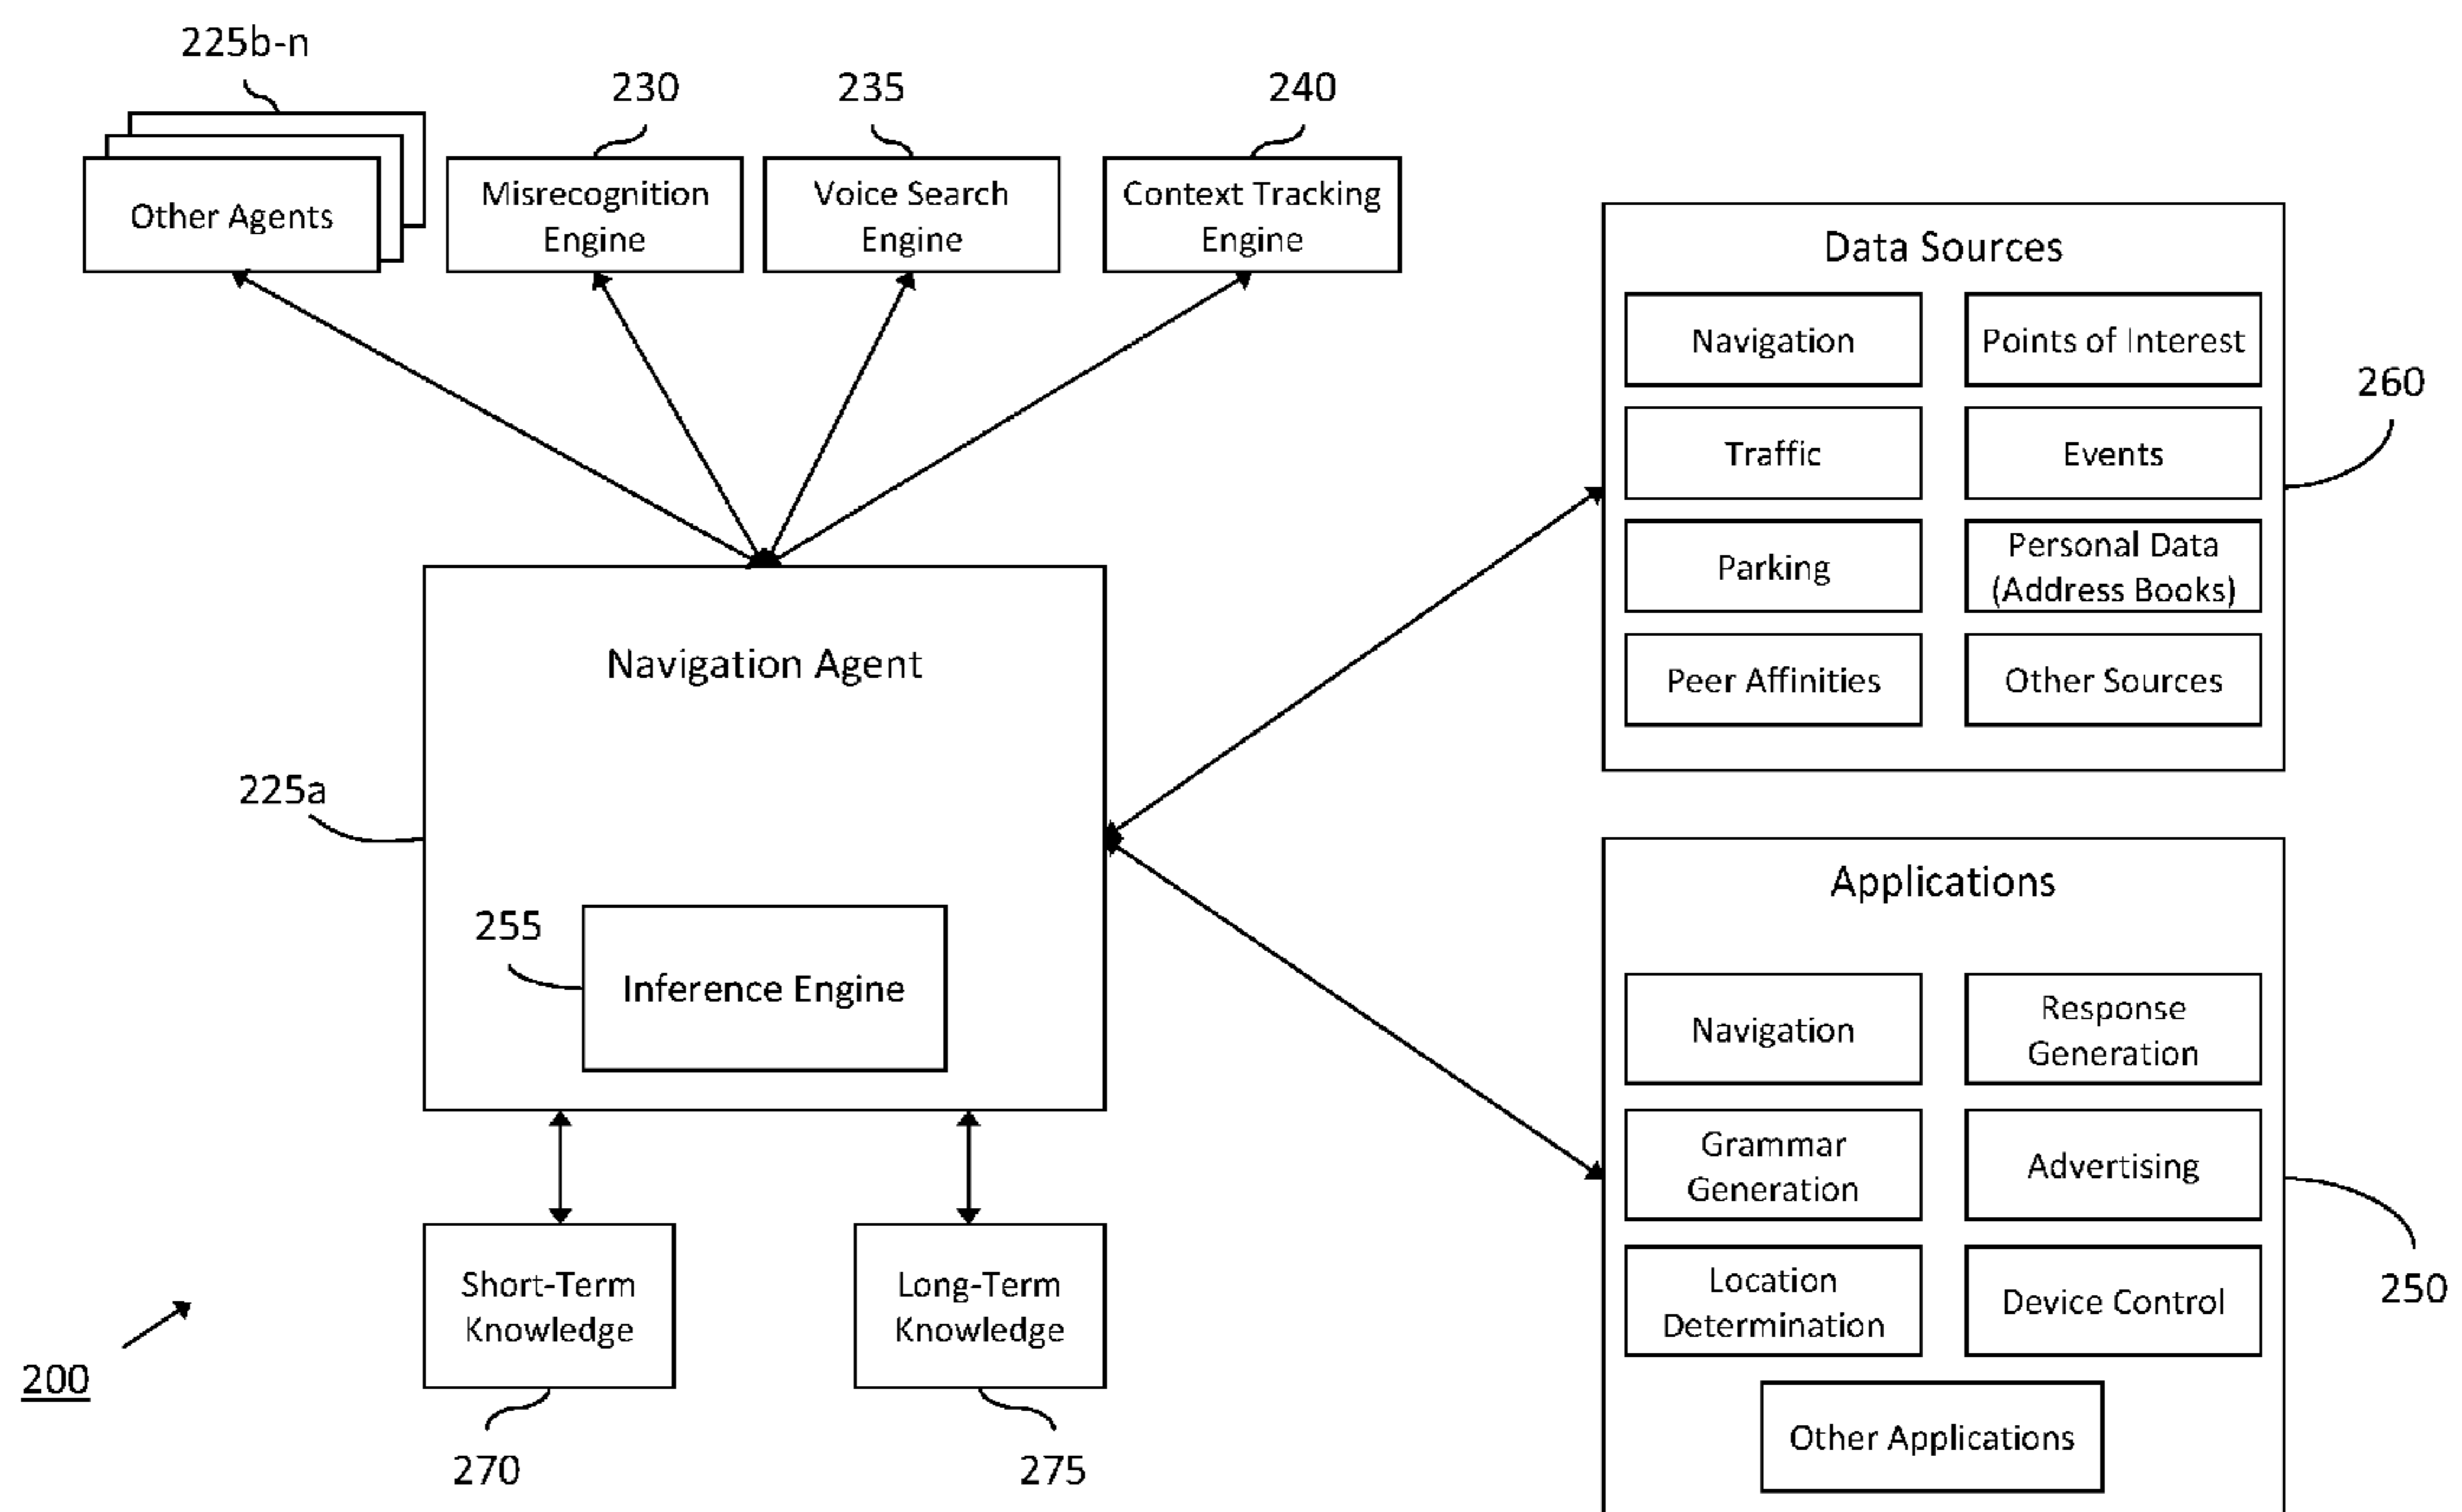 225b-n
230
235
240
Other Agents
Misrecognition
Engine
Voice Search
Engine
Context Tracking
Engine
Data Sources
Navigation
Points of Interest
Traffic
Events
Parking
Personal Data
(Address Books)
Peer Affinities
Other Sources
260
Navigation Agent
225a
255
Inference Engine
Applications
Navigation
Response
Generation
Grammar
Generation
Advertising
Location
Determination
Device Control
Other Applications
250
Short-Term
Knowledge
Long-Term
Knowledge
200
270
275